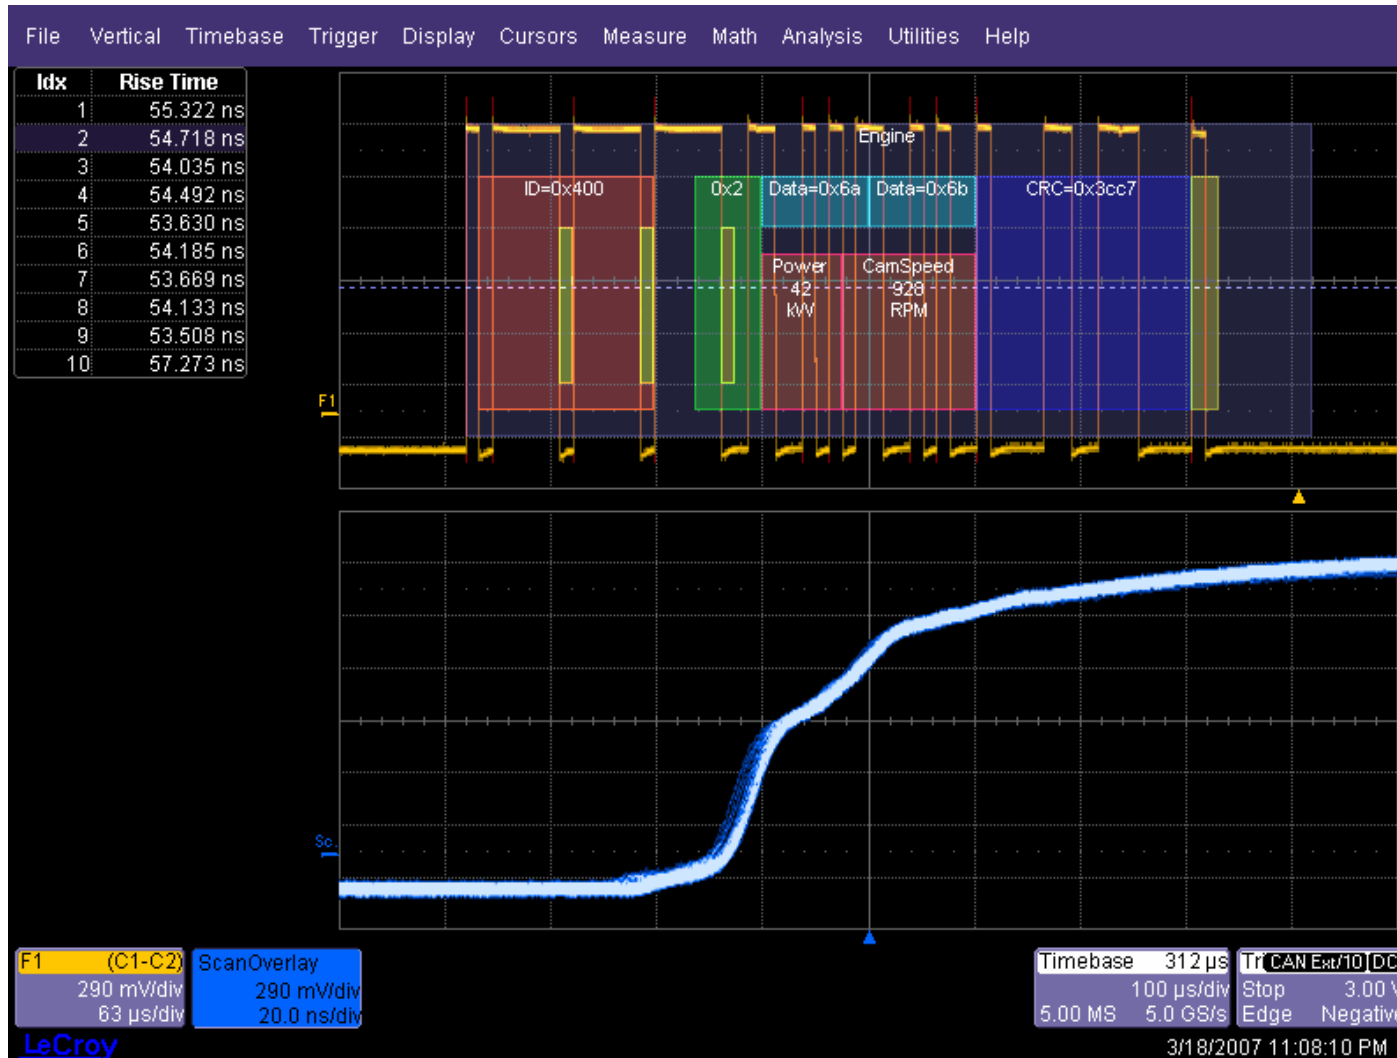 File Vertical Timebase Trigger Display Cursors Measure Math Analysis Utilities Help
Idx Rise Time
1 55.322 ns
2 54.718 ns
3 54.035 ns
4 54.492 ns
5 53.630 ns
6 54.185 ns
7 53.669 ns
8 54.133 ns
9 53.508 ns
10 57.273 ns
Engine
ID=0x400 0x2 Data=0x6a Data=0x6b CRC=0x3cc7
Power CamSpeed
42 928
kW RPM
F1
Sc.
F1 (C1-C2)
290 mV/div
63 µs/div
ScanOverlay
290 mV/div
20.0 ns/div
Timebase 312 µs
100 µs/div
5.00 MS 5.0 GS/s
Tri CAN Ext/10 DC
Stop 3.00 V
Edge Negative
LeCroy
3/18/2007 11:08:10 PM